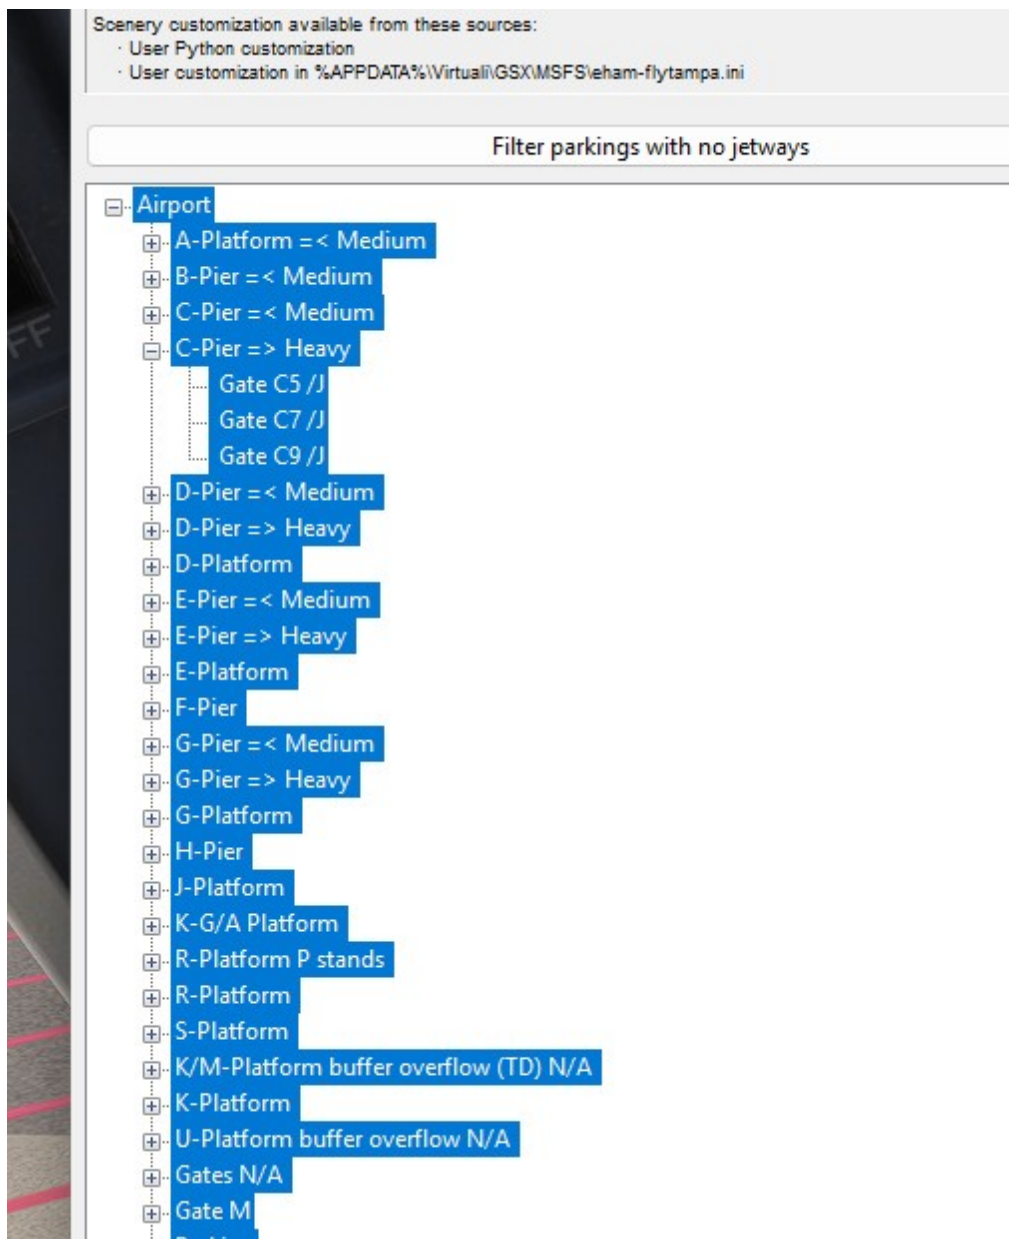 Scenery customization available from these sources:
· User Python customization
· User customization in %APPDATA%\Virtuali\GSX\MSFS\eham-flytampa.ini
Filter parkings with no jetways
Airport
A-Platform =< Medium
B-Pier =< Medium
C-Pier =< Medium
C-Pier => Heavy
Gate C5 /J
Gate C7 /J
Gate C9 /J
D-Pier =< Medium
D-Pier => Heavy
D-Platform
E-Pier =< Medium
E-Pier => Heavy
E-Platform
F-Pier
G-Pier =< Medium
G-Pier => Heavy
G-Platform
H-Pier
J-Platform
K-G/A Platform
R-Platform P stands
R-Platform
S-Platform
K/M-Platform buffer overflow (TD) N/A
K-Platform
U-Platform buffer overflow N/A
Gates N/A
Gate M